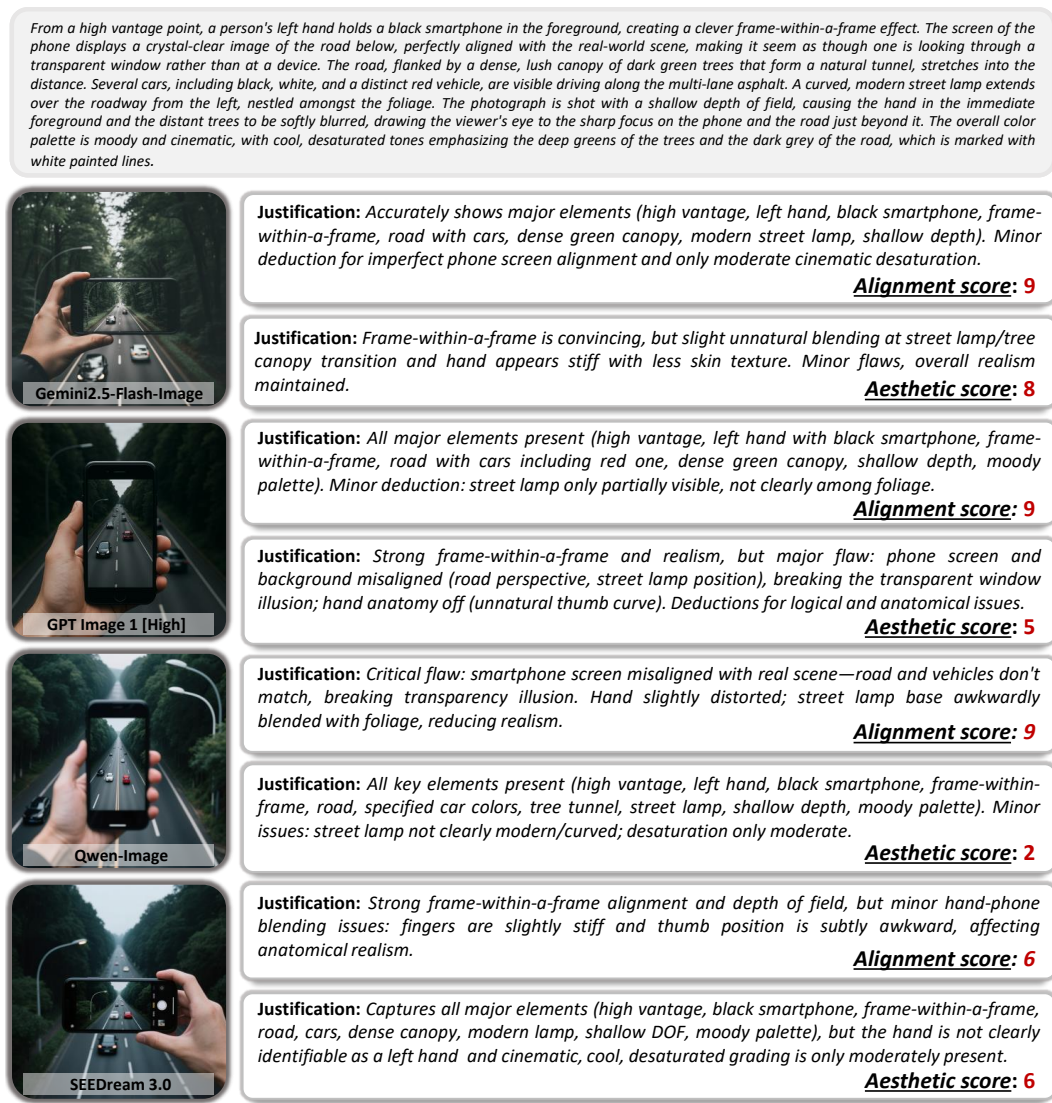 From a high vantage point, a person's left hand holds a black smartphone in the foreground, creating a clever frame-within-a-frame effect. The screen of the
phone displays a crystal-clear image of the road below, perfectly aligned with the real-world scene, making it seem as though one is looking through a
transparent window rather than at a device. The road, flanked by a dense, lush canopy of dark green trees that form a natural tunnel, stretches into the
distance. Several cars, including black, white, and a distinct red vehicle, are visible driving along the multi-lane asphalt. A curved, modern street lamp extends
over the roadway from the left, nestled amongst the foliage. The photograph is shot with a shallow depth of field, causing the hand in the immediate
foreground and the distant trees to be softly blurred, drawing the viewer's eye to the sharp focus on the phone and the road just beyond it. The overall color
palette is moody and cinematic, with cool, desaturated tones emphasizing the deep greens of the trees and the dark grey of the road, which is marked with
white painted lines.
Justification: Accurately shows major elements (high vantage, left hand, black smartphone, frame-
within-a-frame, road with cars, dense green canopy, modern street lamp, shallow depth). Minor
deduction for imperfect phone screen alignment and only moderate cinematic desaturation.
Alignment score: 9
Justification: Frame-within-a-frame is convincing, but slight unnatural blending at street lamp/tree
canopy transition and hand appears stiff with less skin texture. Minor flaws, overall realism
maintained.
Aesthetic score: 8
Gemini2.5-Flash-Image
Justification: All major elements present (high vantage, left hand with black smartphone, frame-
within-a-frame, road with cars including red one, dense green canopy, shallow depth, moody
palette). Minor deduction: street lamp only partially visible, not clearly among foliage.
Alignment score: 9
Justification: Strong frame-within-a-frame and realism, but major flaw: phone screen and
background misaligned (road perspective, street lamp position), breaking the transparent window
illusion; hand anatomy off (unnatural thumb curve). Deductions for logical and anatomical issues.
Aesthetic score: 5
GPT Image 1 [High]
Justification: Critical flaw: smartphone screen misaligned with real scene—road and vehicles don't
match, breaking transparency illusion. Hand slightly distorted; street lamp base awkwardly
blended with foliage, reducing realism.
Alignment score: 9
Justification: All key elements present (high vantage, left hand, black smartphone, frame-within-
frame, road, specified car colors, tree tunnel, street lamp, shallow depth, moody palette). Minor
issues: street lamp not clearly modern/curved; desaturation only moderate.
Aesthetic score: 2
Qwen-Image
Justification: Strong frame-within-a-frame alignment and depth of field, but minor hand-phone
blending issues: fingers are slightly stiff and thumb position is subtly awkward, affecting
anatomical realism.
Alignment score: 6
Justification: Captures all major elements (high vantage, black smartphone, frame-within-a-frame,
road, cars, dense canopy, modern lamp, shallow DOF, moody palette), but the hand is not clearly
identifiable as a left hand and cinematic, cool, desaturated grading is only moderately present.
Aesthetic score: 6
SEEDream 3.0